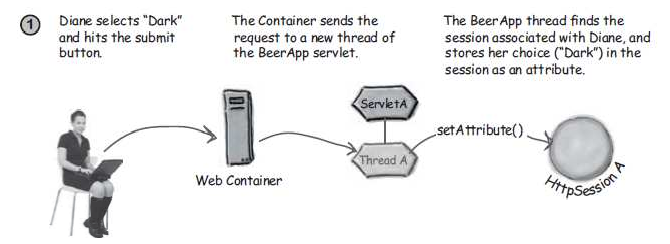 1
Diane selects "Dark"
and hits the submit
button.
The Container sends the
request to a new thread of
the BeerApp servlet.
The BeerApp thread finds the
session associated with Diane, and
stores her choice ("Dark") in the
session as an attribute.
ServletA
Thread A
setAttribute()
Web Container
HttpSession A